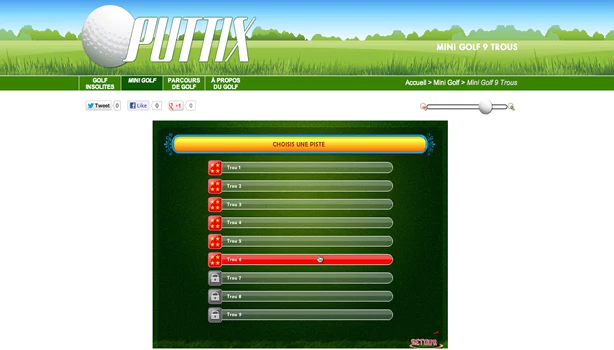 PUTTIX
MINI GOLF 9 TROUS
GOLF INSOLITES
MINI GOLF
PARCOURS DE GOLF
À PROPOS DU GOLF
Accueil > Mini Golf > Mini Golf 9 Trous
Tweet 0
Like 0
+1 0
CHOISIS UNE PISTE
Trou 1
Trou 2
Trou 3
Trou 4
Trou 5
Trou 6
Trou 7
Trou 8
Trou 9
RETOUR